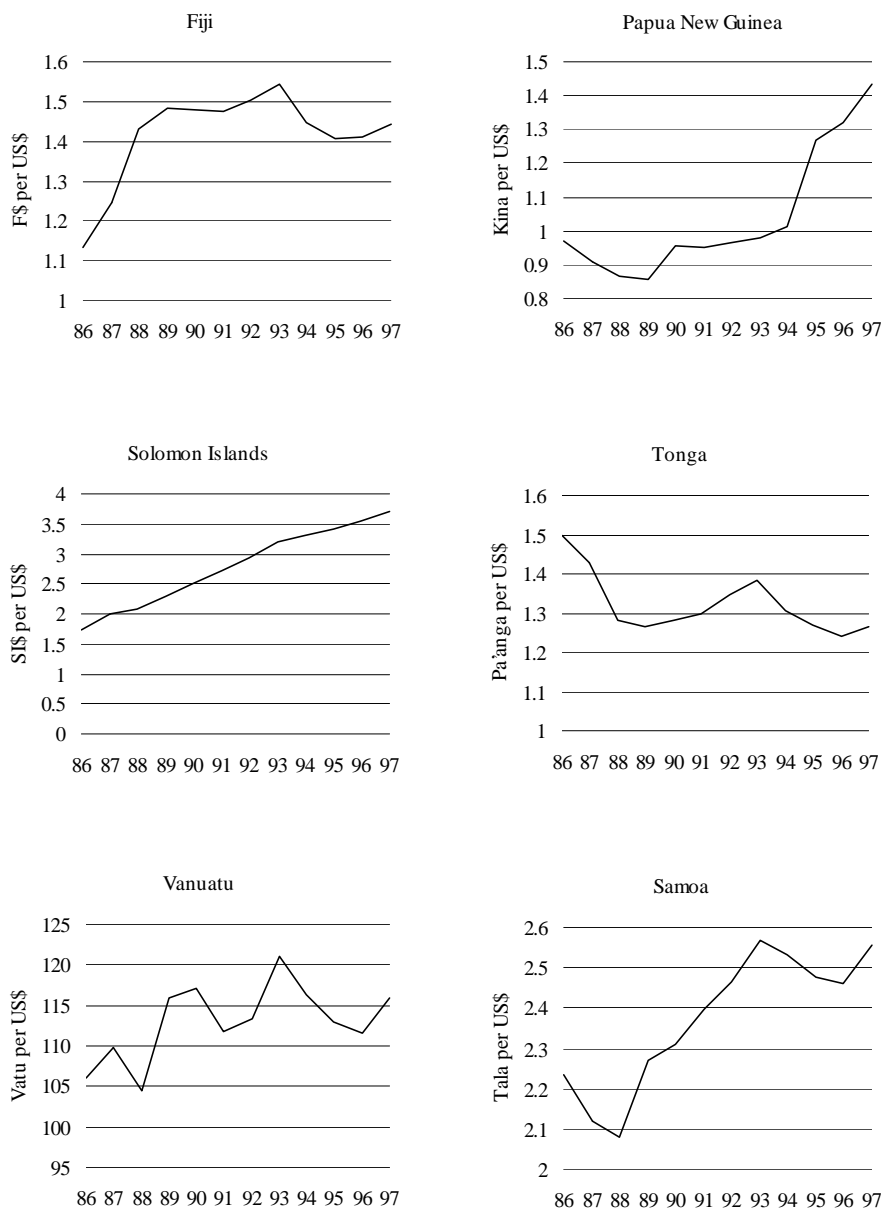 Fiji
F$ per US$
1.6
1.5
1.4
1.3
1.2
1.1
1
86 87 88 89 90 91 92 93 94 95 96 97
Papua New Guinea
Kina per US$
1.5
1.4
1.3
1.2
1.1
1
0.9
0.8
86 87 88 89 90 91 92 93 94 95 96 97
Solomon Islands
SI$ per US$
4
3.5
3
2.5
2
1.5
1
0.5
0
86 87 88 89 90 91 92 93 94 95 96 97
Tonga
Pa'anga per US$
1.6
1.5
1.4
1.3
1.2
1.1
1
86 87 88 89 90 91 92 93 94 95 96 97
Vanuatu
Vatu per US$
125
120
115
110
105
100
95
86 87 88 89 90 91 92 93 94 95 96 97
Samoa
Tala per US$
2.6
2.5
2.4
2.3
2.2
2.1
2
86 87 88 89 90 91 92 93 94 95 96 97